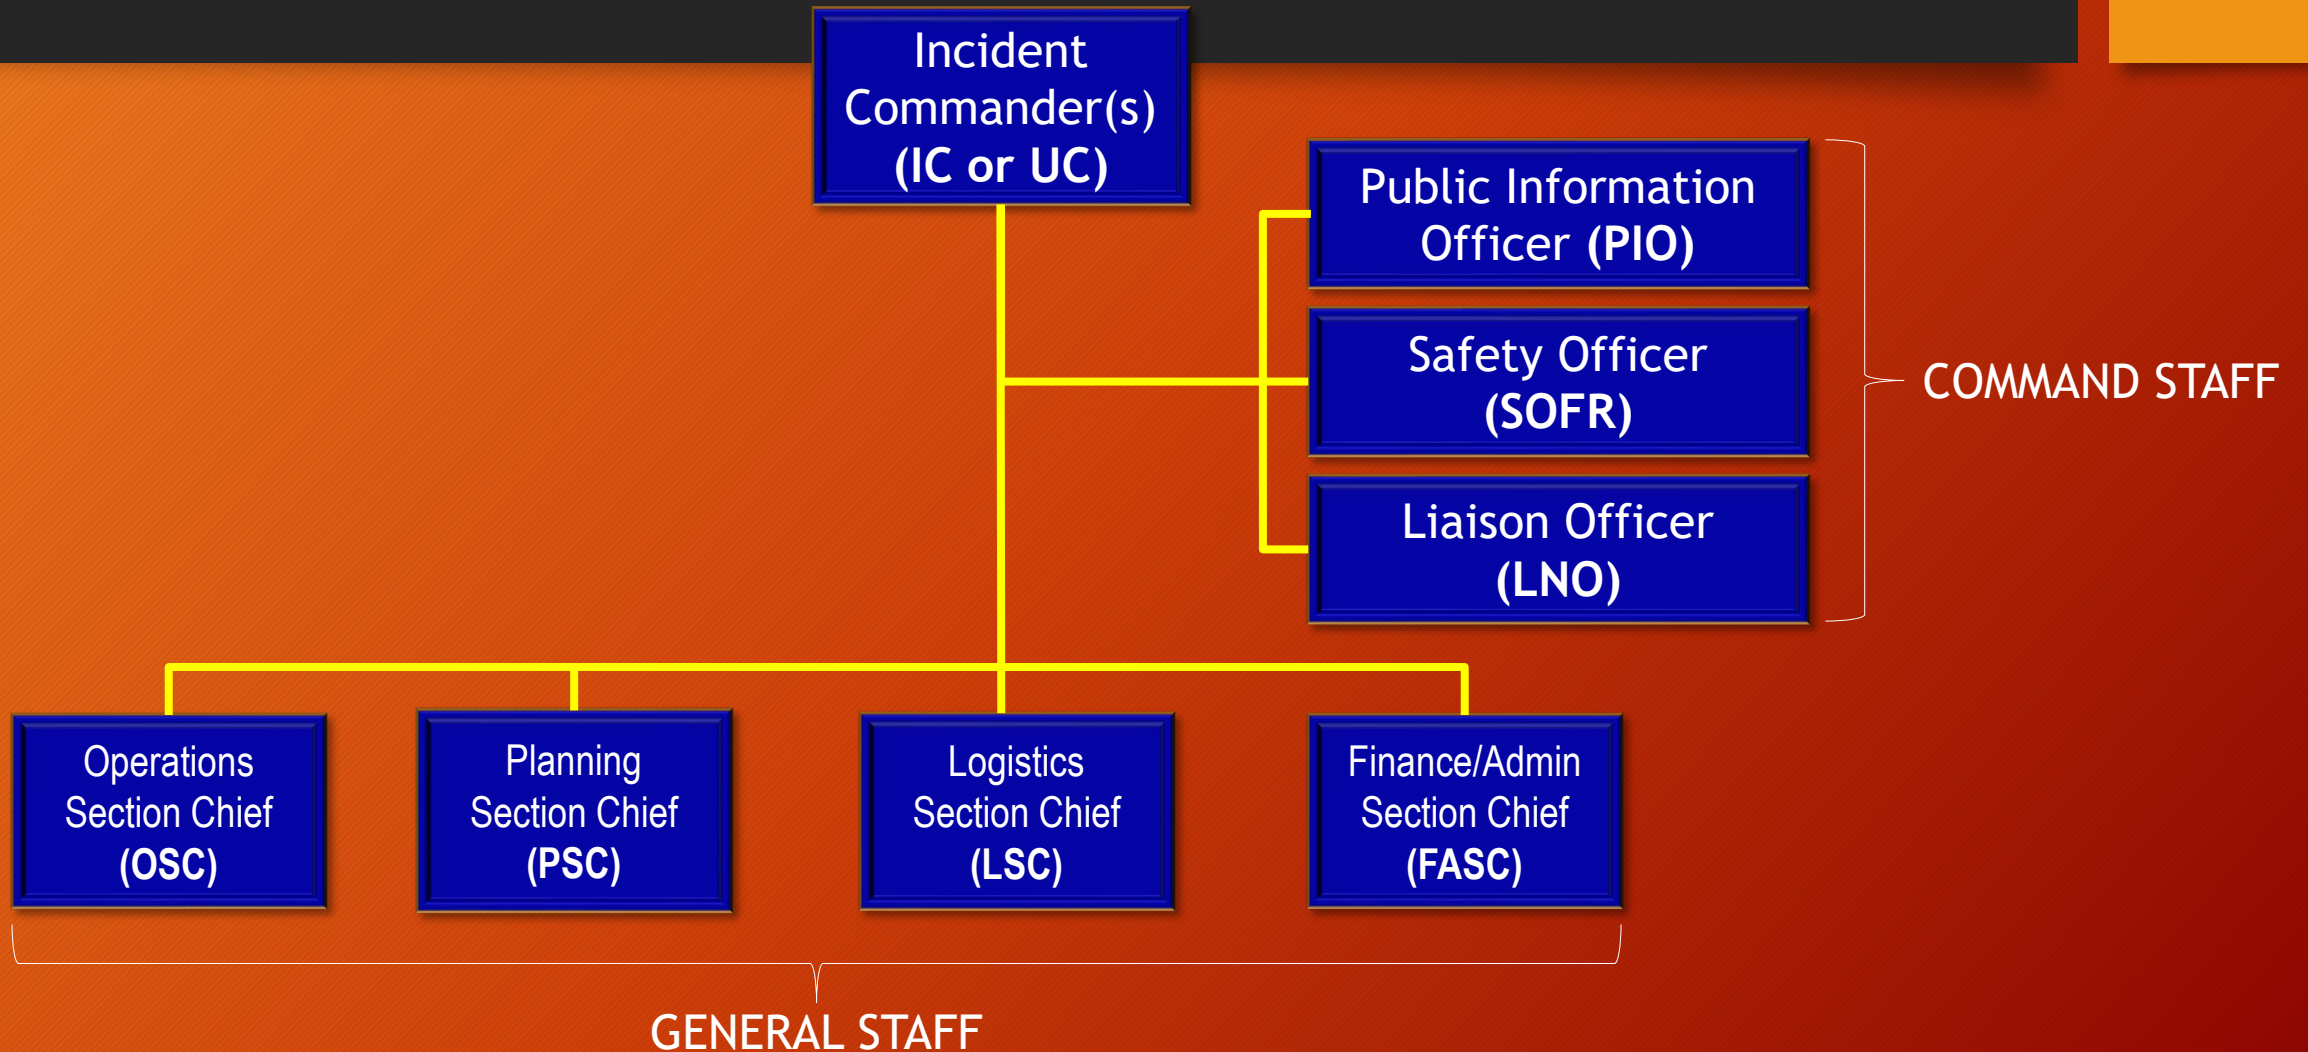 Incident
Commander(s)
(IC or UC)
Public Information
Officer (PIO)
Safety Officer
(SOFR)
Liaison Officer
(LNO)
COMMAND STAFF
Operations
Section Chief
(OSC)
Planning
Section Chief
(PSC)
Logistics
Section Chief
(LSC)
Finance/Admin
Section Chief
(FASC)
GENERAL STAFF